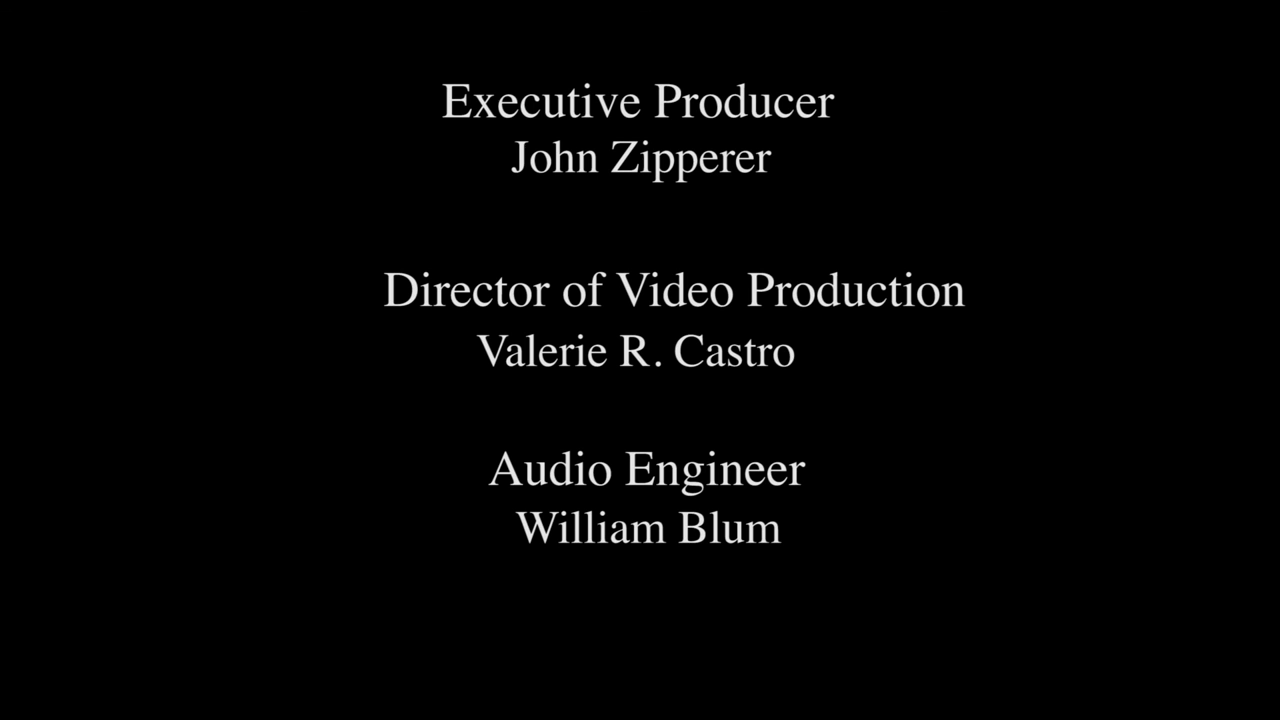 Executive Producer
John Zipperer
Director of Video Production
Valerie R. Castro
Audio Engineer
William Blum